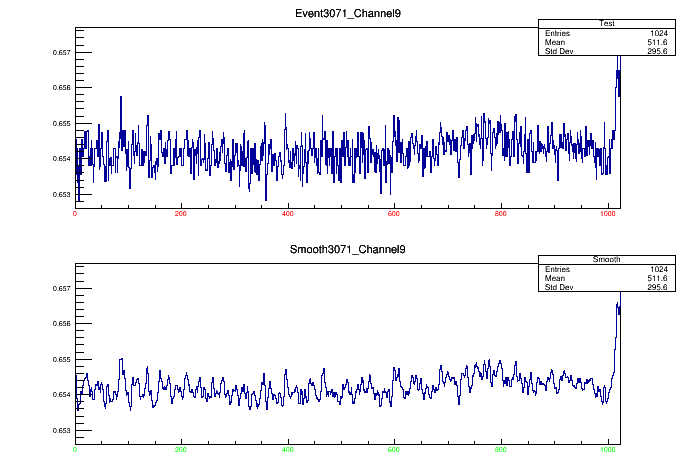 Event3071_Channel9
Test
Entries 1024
Mean 511.6
Std Dev 295.6
0.657
0.656
0.655
0.654
0.653
0 200 400 600 800 1000
Smooth3071_Channel9
Smooth
Entries 1024
Mean 511.6
Std Dev 295.6
0.657
0.656
0.655
0.654
0.653
0 200 400 600 800 1000